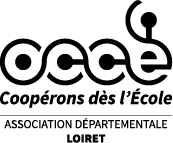 occe
Coopérons dès l'École
ASSOCIATION DÉPARTEMENTALE
LOIRET